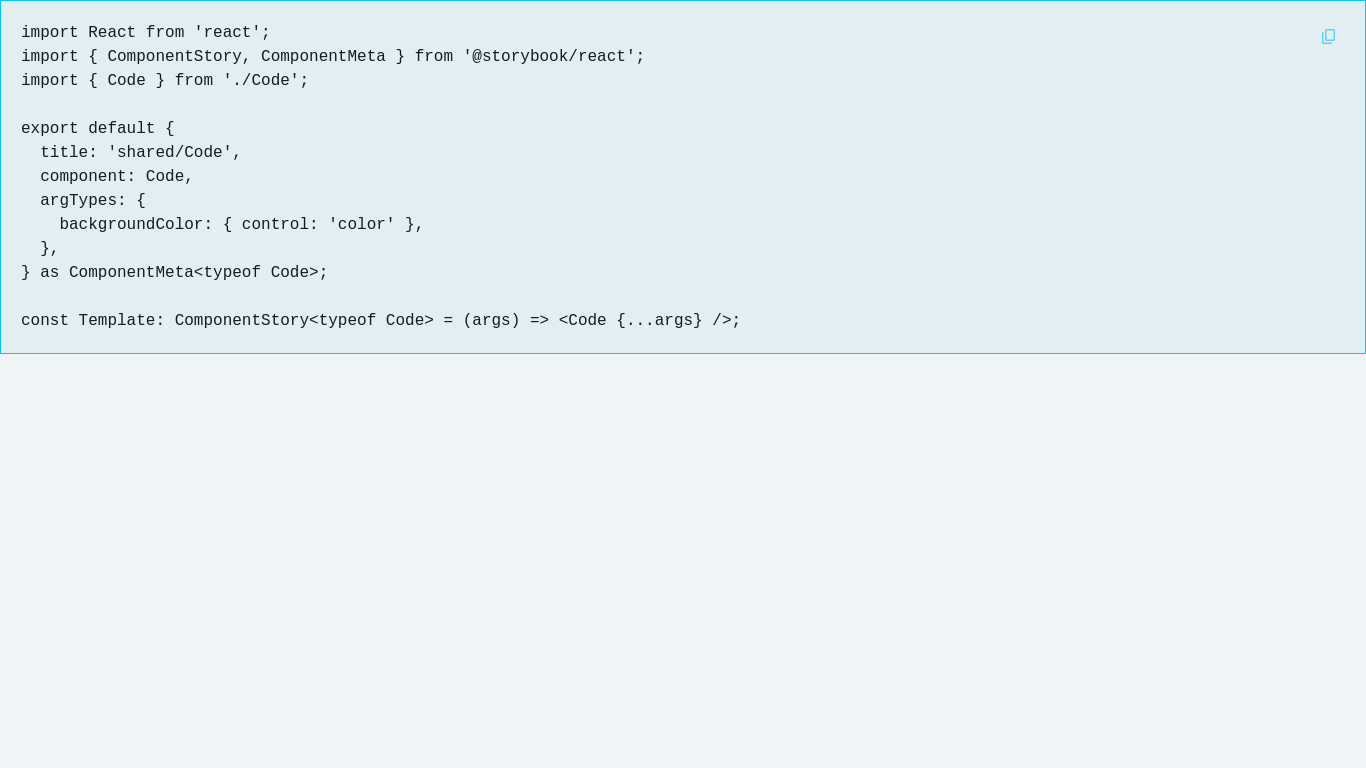 import React from 'react';
import { ComponentStory, ComponentMeta } from '@storybook/react';
import { Code } from './Code';

export default {
  title: 'shared/Code',
  component: Code,
  argTypes: {
    backgroundColor: { control: 'color' },
  },
} as ComponentMeta<typeof Code>;

const Template: ComponentStory<typeof Code> = (args) => <Code {...args} />;